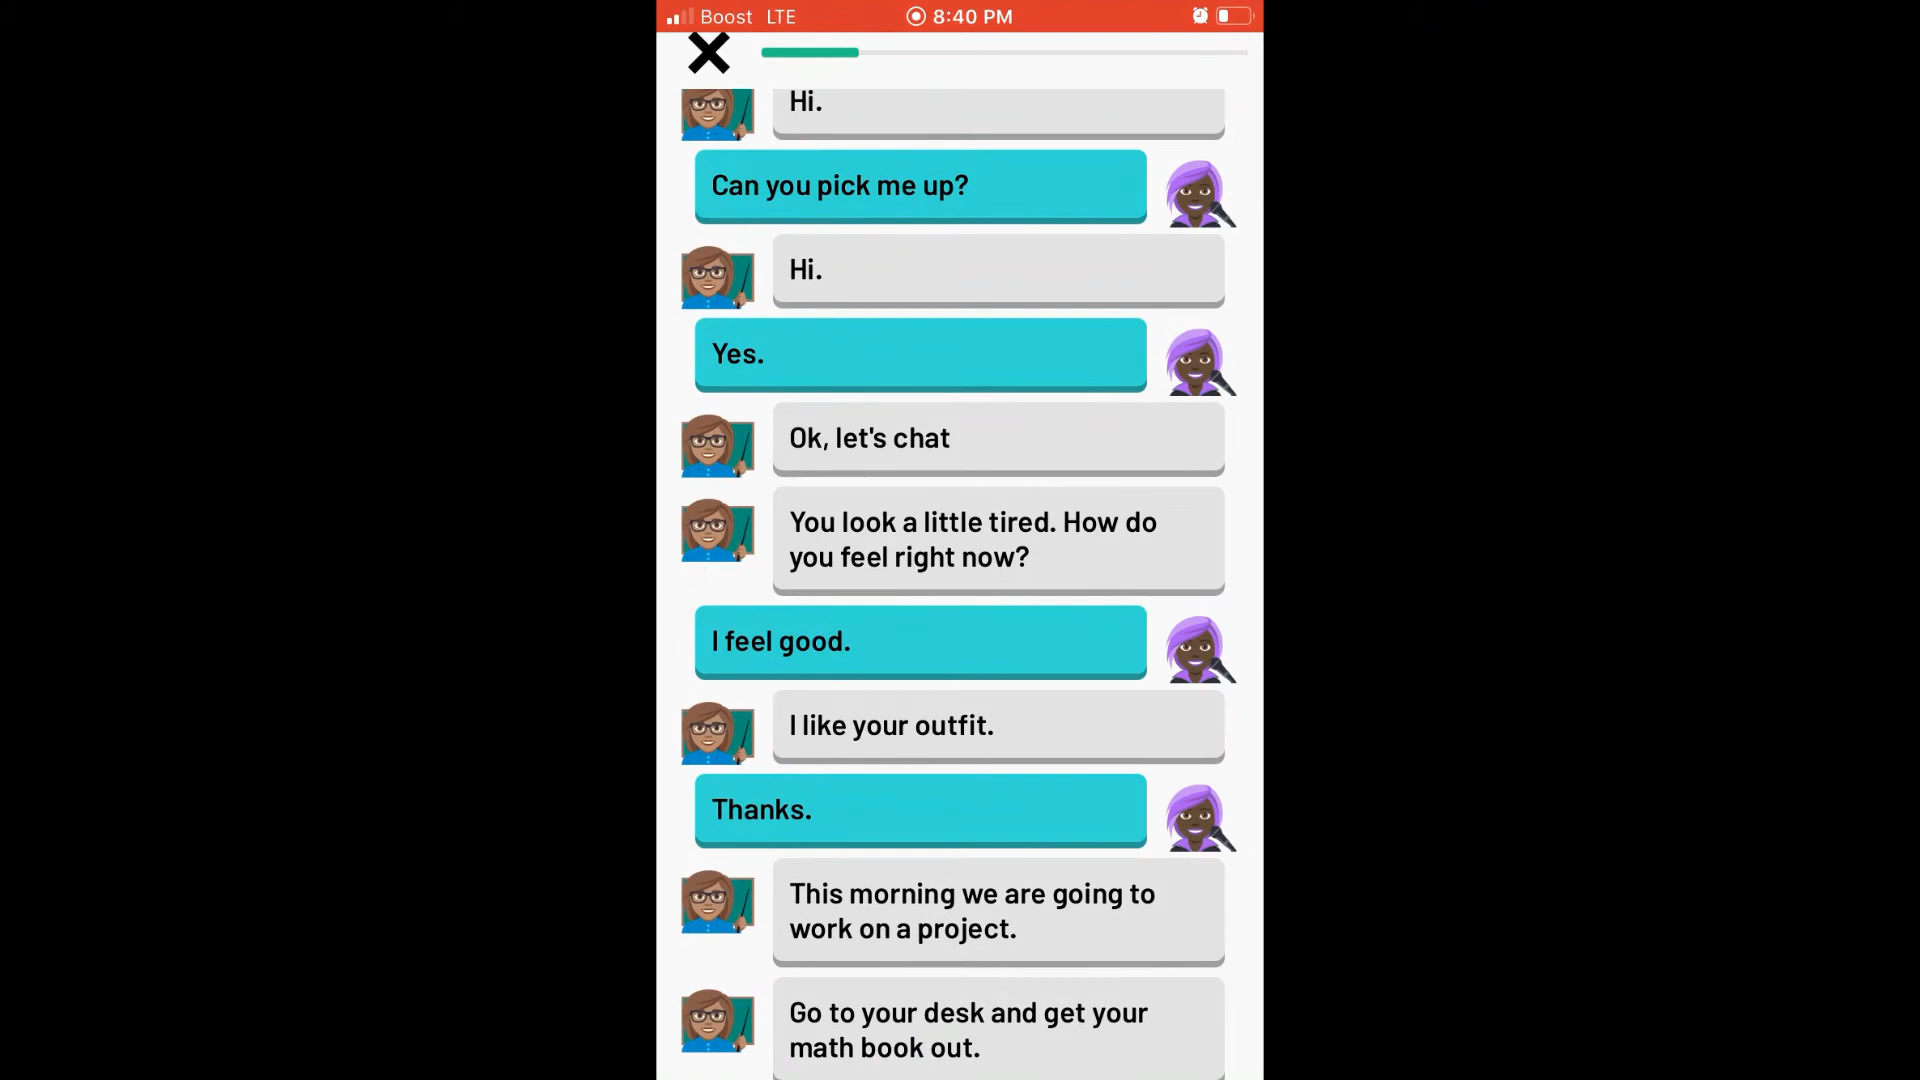 Boost LTE 8:40 PM
Hi.
Can you pick me up?
Hi.
Yes.
Ok, let's chat
You look a little tired. How do
you feel right now?
I feel good.
I like your outfit.
Thanks.
This morning we are going to
work on a project.
Go to your desk and get your
math book out.